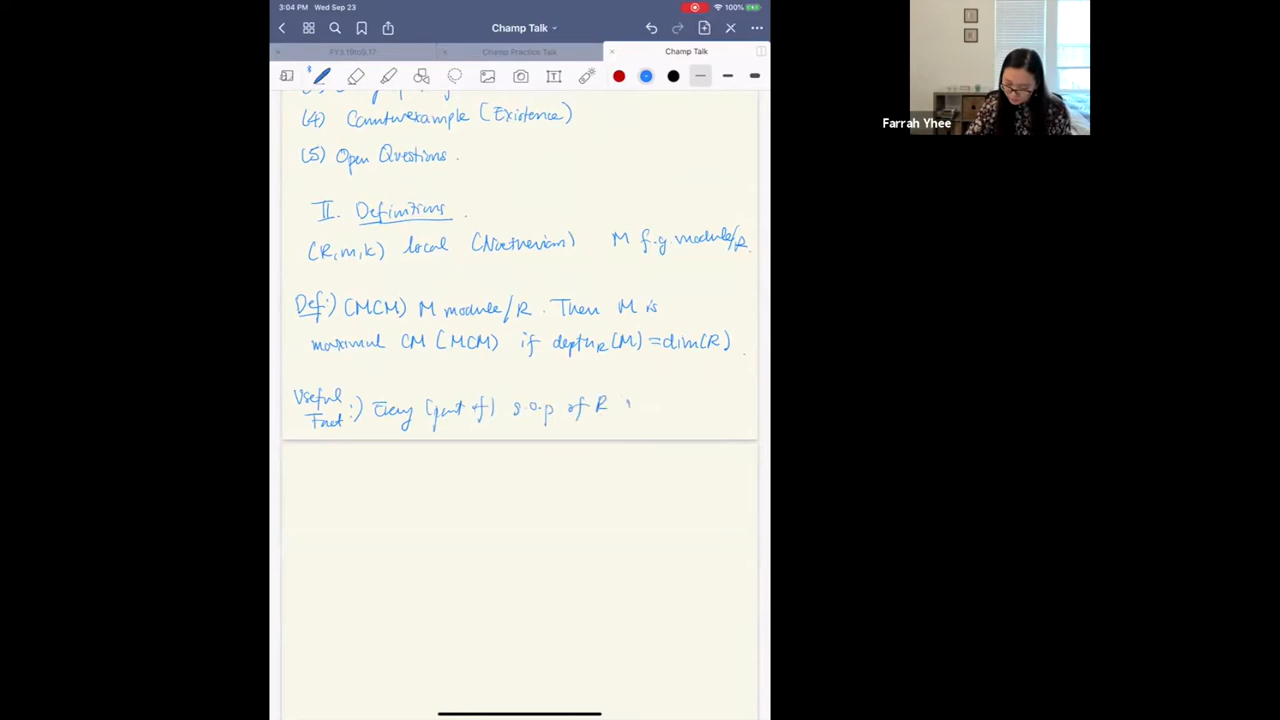 3:04 PM Wed Sep 23
100%
Champ Talk
Champ Practice Talk
Champ Talk
(4) Counterexample (Existence)
(5) Open Questions.
II. Definitions.
(R,m,k) local (Noetherian) M f.g. module/R.
Def:) (MCM) M module/R. Then M is
maximal CM (MCM) if depth_R(M) = dim(R).
Useful Fact:) Every (part of) s.o.p of R
Farrah Yhee